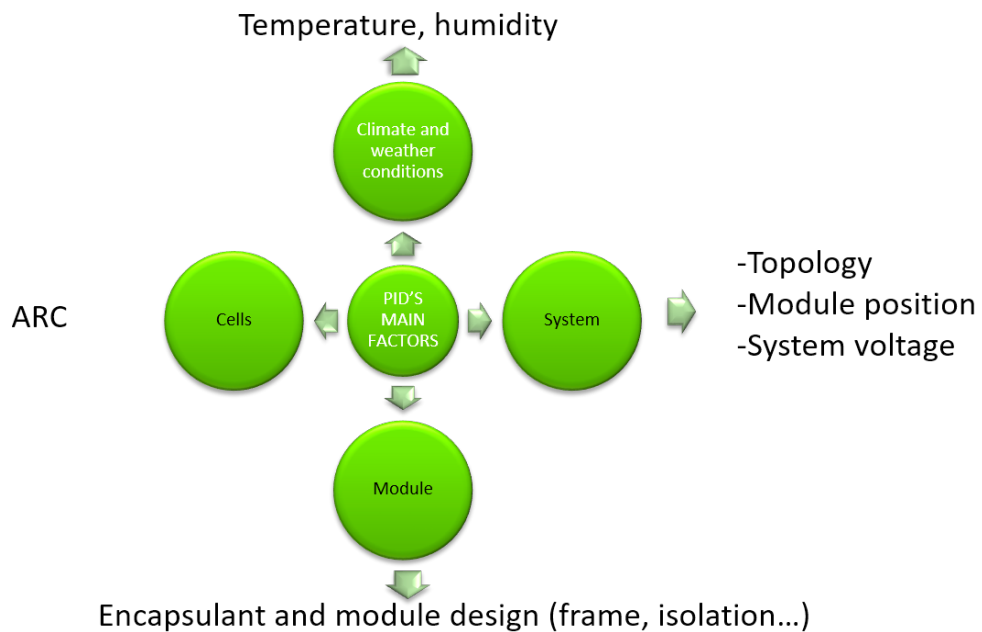 Temperature, humidity
Climate and
weather
conditions
ARC
Cells
PID'S
MAIN
FACTORS
System
-Topology
-Module position
-System voltage
Module
Encapsulant and module design (frame, isolation...)